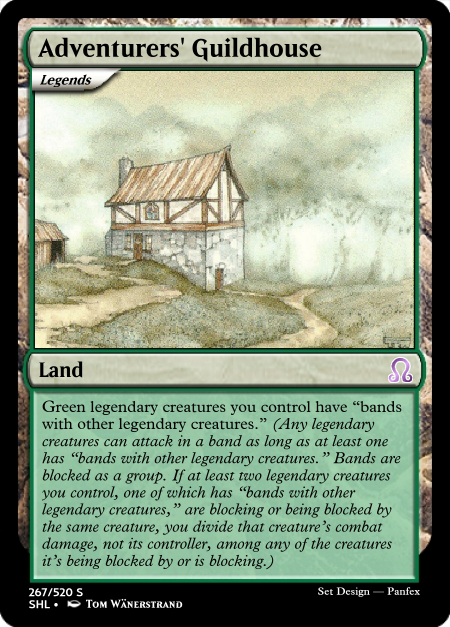 Adventurers' Guildhouse
Legends
Land
Green legendary creatures you control have “bands
with other legendary creatures.” (Any legendary
creatures can attack in a band as long as at least one
has “bands with other legendary creatures.” Bands are
blocked as a group. If at least two legendary creatures
you control, one of which has “bands with other
legendary creatures,” are blocking or being blocked by
the same creature, you divide that creature’s combat
damage, not its controller, among any of the creatures
it’s being blocked by or is blocking.)
267/520 S
Set Design — Panfex
SHL • Tom Wänerstrand